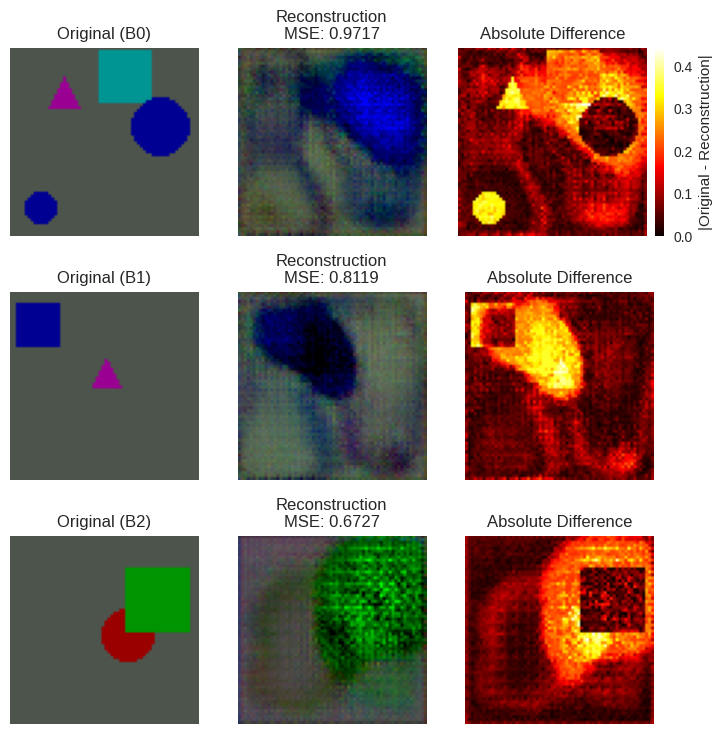 Original (B0)
Reconstruction
MSE: 0.9717
Absolute Difference
0.4
0.3
0.2
0.1
0.0
|Original - Reconstruction|
Original (B1)
Reconstruction
MSE: 0.8119
Absolute Difference
Original (B2)
Reconstruction
MSE: 0.6727
Absolute Difference